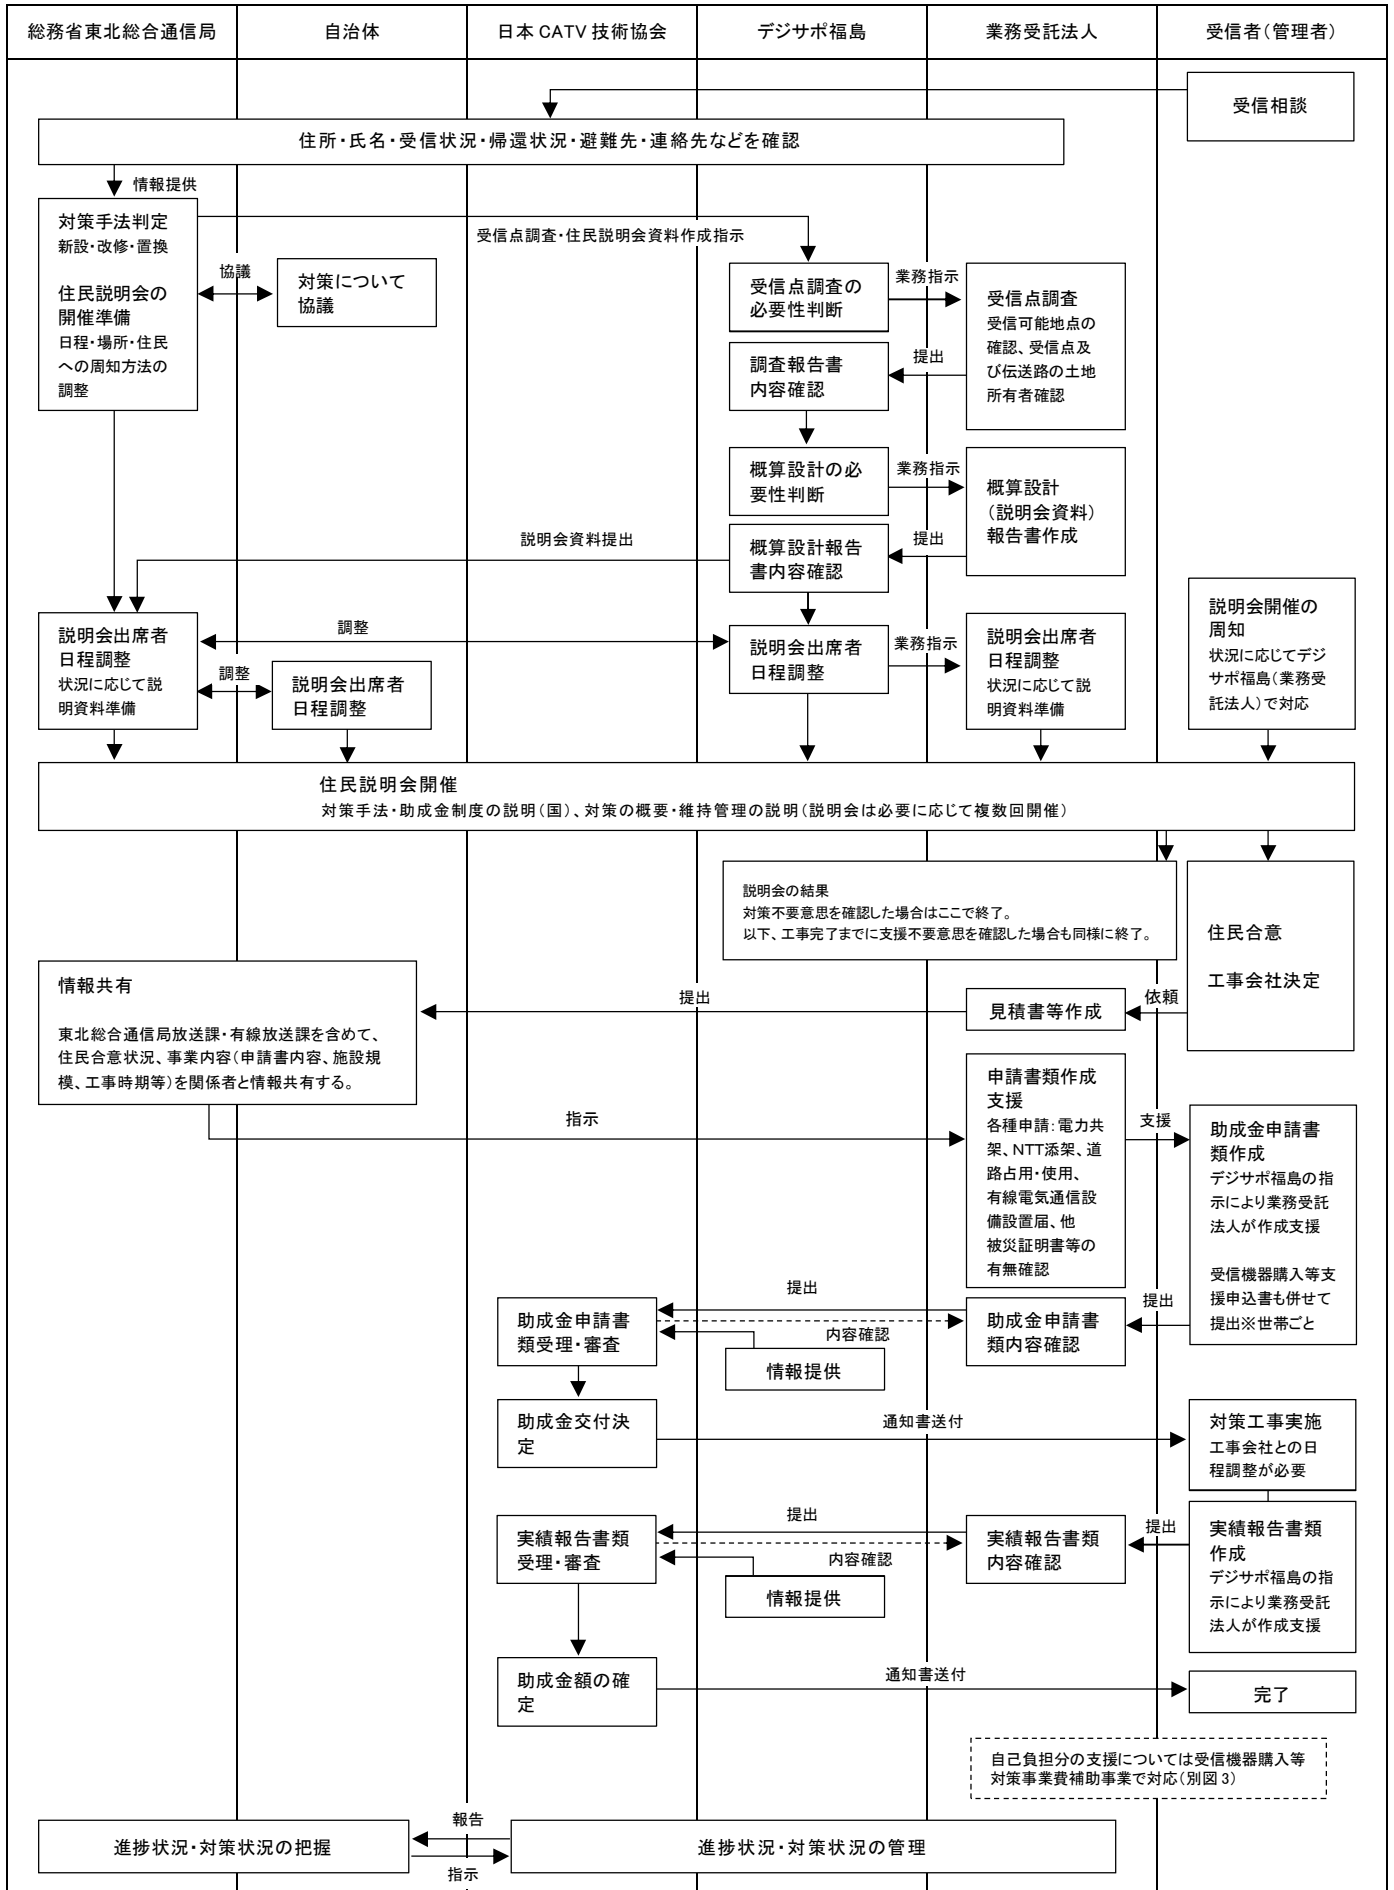 総務省東北総合通信局
自治体
日本 CATV 技術協会
デジサポ福島
業務受託法人
受信者(管理者)
受信相談
住所・氏名・受信状況・帰還状況・避難先・連絡先などを確認
情報提供
対策手法判定
新設・改修・置換
住民説明会の
開催準備
日程・場所・住民
への周知方法の
調整
受信点調査・住民説明会資料作成指示
協議
対策について
協議
受信点調査の
必要性判断
業務指示
受信点調査
受信可能地点の
確認、受信点及
び伝送路の土地
所有者確認
提出
調査報告書
内容確認
概算設計の必
要性判断
業務指示
概算設計
(説明会資料)
報告書作成
提出
概算設計報告
書内容確認
説明会資料提出
説明会出席者
日程調整
状況に応じて説
明資料準備
調整
調整
説明会出席者
日程調整
説明会出席者
日程調整
業務指示
説明会出席者
日程調整
状況に応じて説
明資料準備
説明会開催の
周知
状況に応じてデジ
サポ福島(業務受
託法人)で対応
住民説明会開催
対策手法・助成金制度の説明(国)、対策の概要・維持管理の説明(説明会は必要に応じて複数回開催)
説明会の結果
対策不要意思を確認した場合はここで終了。
以下、工事完了までに支援不要意思を確認した場合も同様に終了。
住民合意
工事会社決定
依頼
見積書等作成
提出
情報共有
東北総合通信局放送課・有線放送課を含めて、
住民合意状況、事業内容(申請書内容、施設規
模、工事時期等)を関係者と情報共有する。
指示
申請書類作成
支援
各種申請:電力共
架、NTT添架、道
路占用・使用、
有線電気通信設
備設置届、他
被災証明書等の
有無確認
支援
助成金申請書
類作成
デジサポ福島の指
示により業務受託
法人が作成支援
受信機器購入等支
援申込書も併せて
提出※世帯ごと
提出
助成金申請書
類内容確認
提出
内容確認
情報提供
助成金申請書
類受理・審査
助成金交付決
定
通知書送付
対策工事実施
工事会社との日
程調整が必要
実績報告書類
作成
デジサポ福島の指
示により業務受託
法人が作成支援
提出
実績報告書類
内容確認
提出
内容確認
情報提供
実績報告書類
受理・審査
助成金額の確
定
通知書送付
完了
自己負担分の支援については受信機器購入等
対策事業費補助事業で対応(別図 3)
進捗状況・対策状況の把握
報告
指示
進捗状況・対策状況の管理